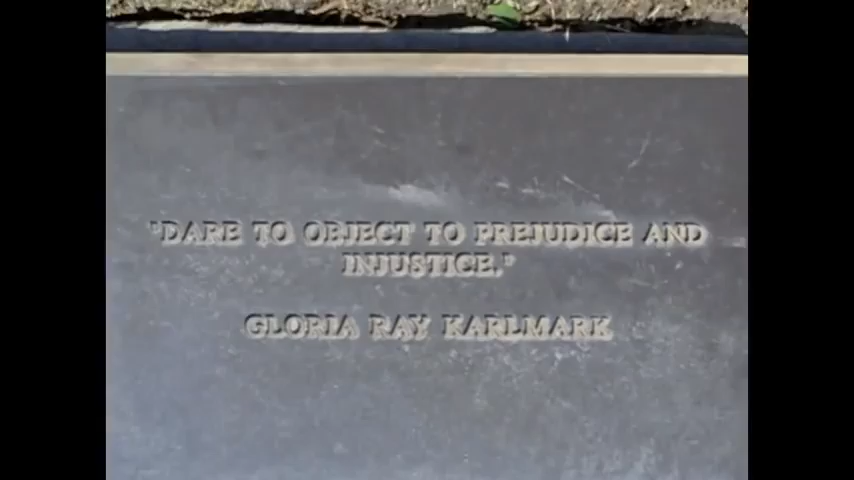 "DARE TO OBJECT TO PREJUDICE AND
INJUSTICE."
GLORIA RAY KARLMARK